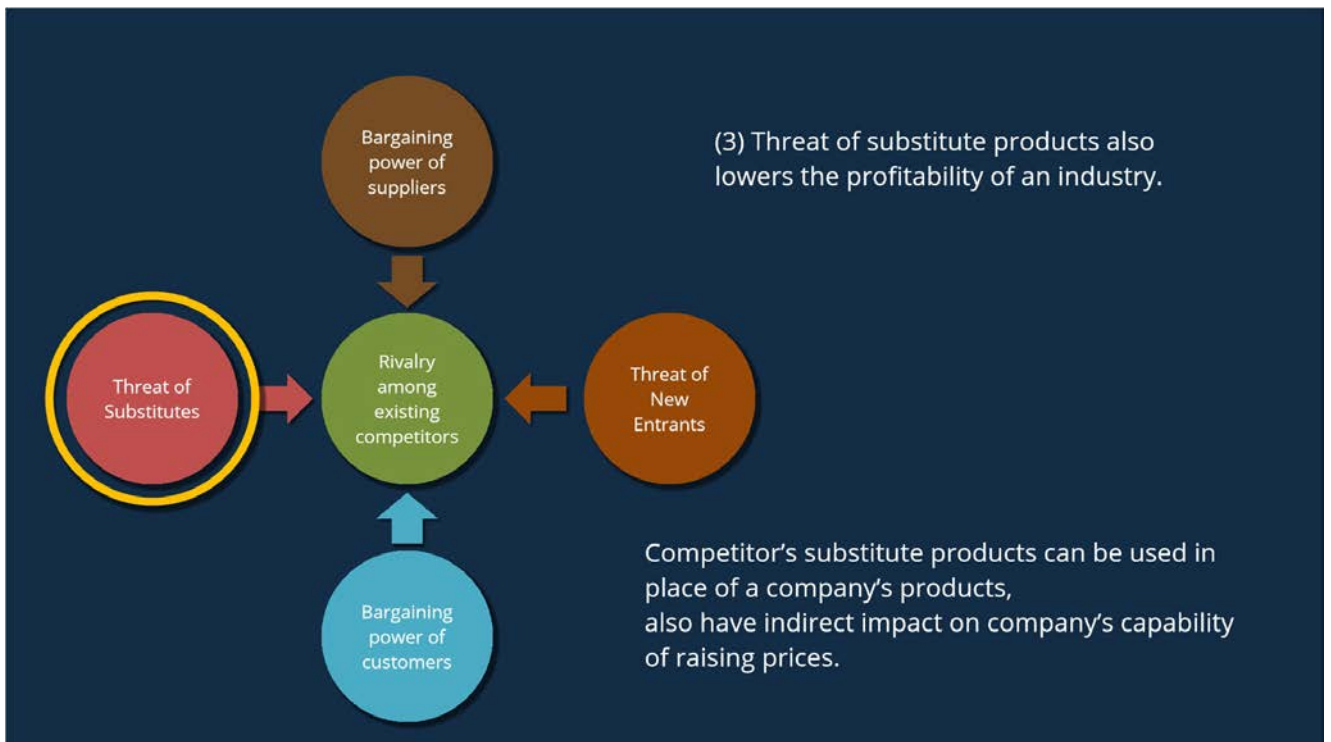 Bargaining
power of
suppliers
(3) Threat of substitute products also
lowers the profitability of an industry.
Threat of
Substitutes
Rivalry
among
existing
competitors
Threat of
New
Entrants
Bargaining
power of
customers
Competitor’s substitute products can be used in
place of a company’s products,
also have indirect impact on company’s capability
of raising prices.